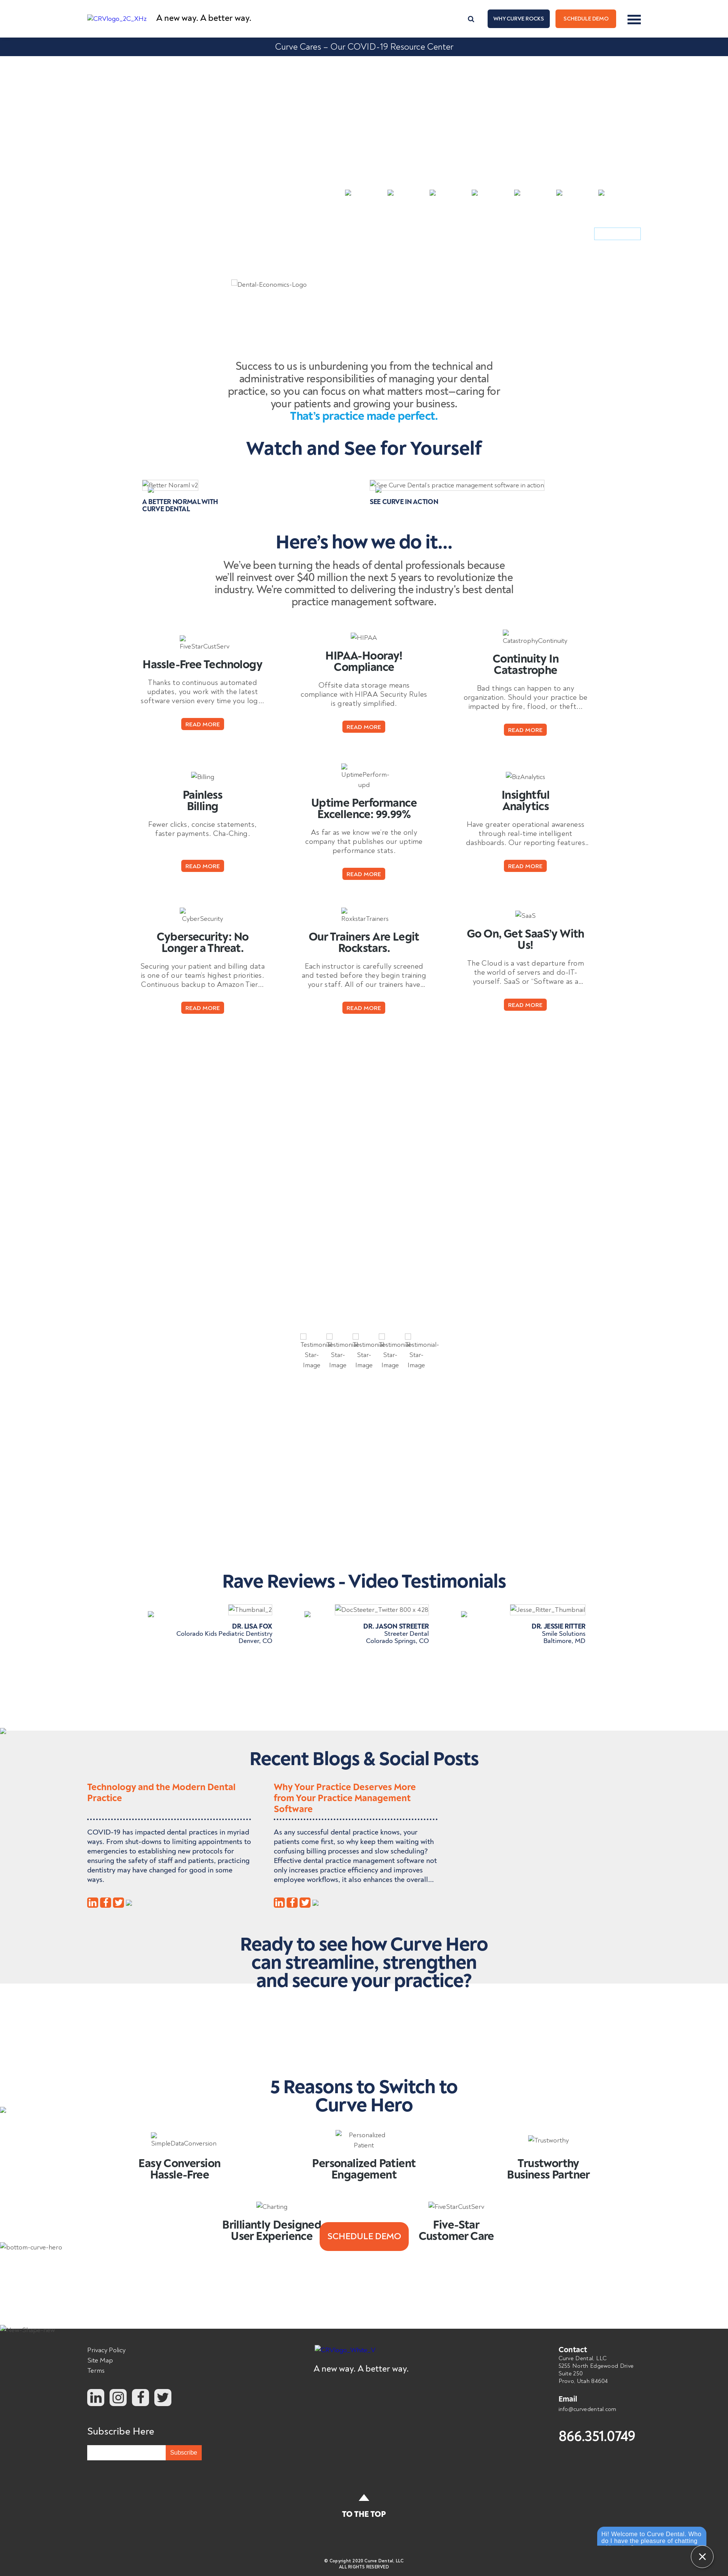 CRVlogo_2C_XHz
A new way. A better way.
WHY CURVE ROCKS
SCHEDULE DEMO
Curve Cares – Our COVID-19 Resource Center
Dental-Economics-Logo
Success to us is unburdening you from the technical and
administrative responsibilities of managing your dental
practice, so you can focus on what matters most—caring for
your patients and growing your business.
That's practice made perfect.
Watch and See for Yourself
Better Noraml v2
A BETTER NORMAL WITH
CURVE DENTAL
See Curve Dental's practice management software in action
SEE CURVE IN ACTION
Here's how we do it...
We've been turning the heads of dental professionals because
we'll reinvest over $40 million the next 5 years to revolutionize the
industry. We're committed to delivering the industry's best dental
practice management software.
FiveStarCustServ
Hassle-Free Technology
Thanks to continuous automated
updates, you work with the latest
software version every time you log...
READ MORE
HIPAA
HIPAA-Hooray!
Compliance
Offsite data storage means
compliance with HIPAA Security Rules
is greatly simplified.
READ MORE
CatastrophyContinuity
Continuity In
Catastrophe
Bad things can happen to any
organization. Should your practice be
impacted by fire, flood, or theft....
READ MORE
Billing
Painless
Billing
Fewer clicks, concise statements,
faster payments. Cha-Ching.
READ MORE
UptimePerform-
upd
Uptime Performance
Excellence: 99.99%
As far as we know we're the only
company that publishes our uptime
performance stats.
READ MORE
BizAnalytics
Insightful
Analytics
Have greater operational awareness
through real-time intelligent
dashboards. Our reporting features..
READ MORE
CyberSecurity
Cybersecurity: No
Longer a Threat.
Securing your patient and billing data
is one of our team's highest priorities.
Continuous backup to Amazon Tier...
READ MORE
RoxkstarTrainers
Our Trainers Are Legit
Rockstars.
Each instructor is carefully screened
and tested before they begin training
your staff. All of our trainers have...
READ MORE
SaaS
Go On, Get SaaS'y With
Us!
The Cloud is a vast departure from
the world of servers and do-IT-
yourself. SaaS or "Software as a...
READ MORE
Testimonial-
Star-
Image
Testimonial-
Star-
Image
Testimonial-
Star-
Image
Testimonial-
Star-
Image
Testimonial-
Star-
Image
Rave Reviews - Video Testimonials
Thumbnail_2
DR. LISA FOX
Colorado Kids Pediatric Dentistry
Denver, CO
DocSteeter_Twitter 800 x 428
DR. JASON STREETER
Streeter Dental
Colorado Springs, CO
Jesse_Ritter_Thumbnail
DR. JESSIE RITTER
Smile Solutions
Baltimore, MD
Recent Blogs & Social Posts
Technology and the Modern Dental
Practice
COVID-19 has impacted dental practices in myriad
ways. From shut-downs to limiting appointments to
emergencies to establishing new protocols for
ensuring the safety of staff and patients, practicing
dentistry may have changed for good in some
ways.
Why Your Practice Deserves More
from Your Practice Management
Software
As any successful dental practice knows, your
patients come first, so why keep them waiting with
confusing billing processes and slow scheduling?
Effective dental practice management software not
only increases practice efficiency and improves
employee workflows, it also enhances the overall...
Ready to see how Curve Hero
can streamline, strengthen
and secure your practice?
5 Reasons to Switch to
Curve Hero
SimpleDataConversion
Easy Conversion
Hassle-Free
Personalized
Patient
Personalized Patient
Engagement
Trustworthy
Trustworthy
Business Partner
Charting
Brilliantly Designed
User Experience
FiveStarCustServ
Five-Star
Customer Care
SCHEDULE DEMO
bottom-curve-hero
Privacy Policy
Site Map
Terms
Subscribe Here
Subscribe
A new way. A better way.
Contact
Curve Dental, LLC
5255 North Edgewood Drive
Suite 250
Provo, Utah 84604
Email
info@curvedental.com
866.351.0749
TO THE TOP
© Copyright 2020 Curve Dental, LLC
ALL RIGHTS RESERVED
Hi! Welcome to Curve Dental. Who
do I have the pleasure of chatting